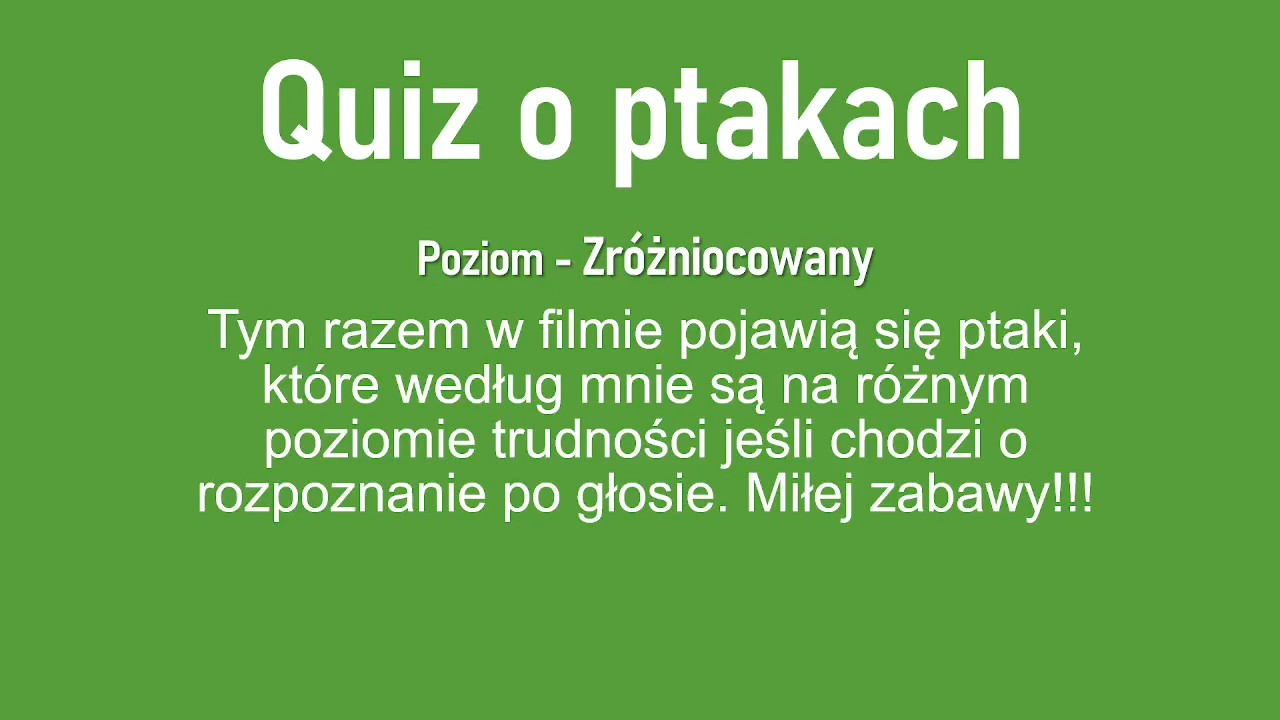 Quiz o ptakach
Poziom - Zróżniocowany
Tym razem w filmie pojawią się ptaki,
które według mnie są na różnym
poziomie trudności jeśli chodzi o
rozpoznanie po głosie. Miłej zabawy!!!